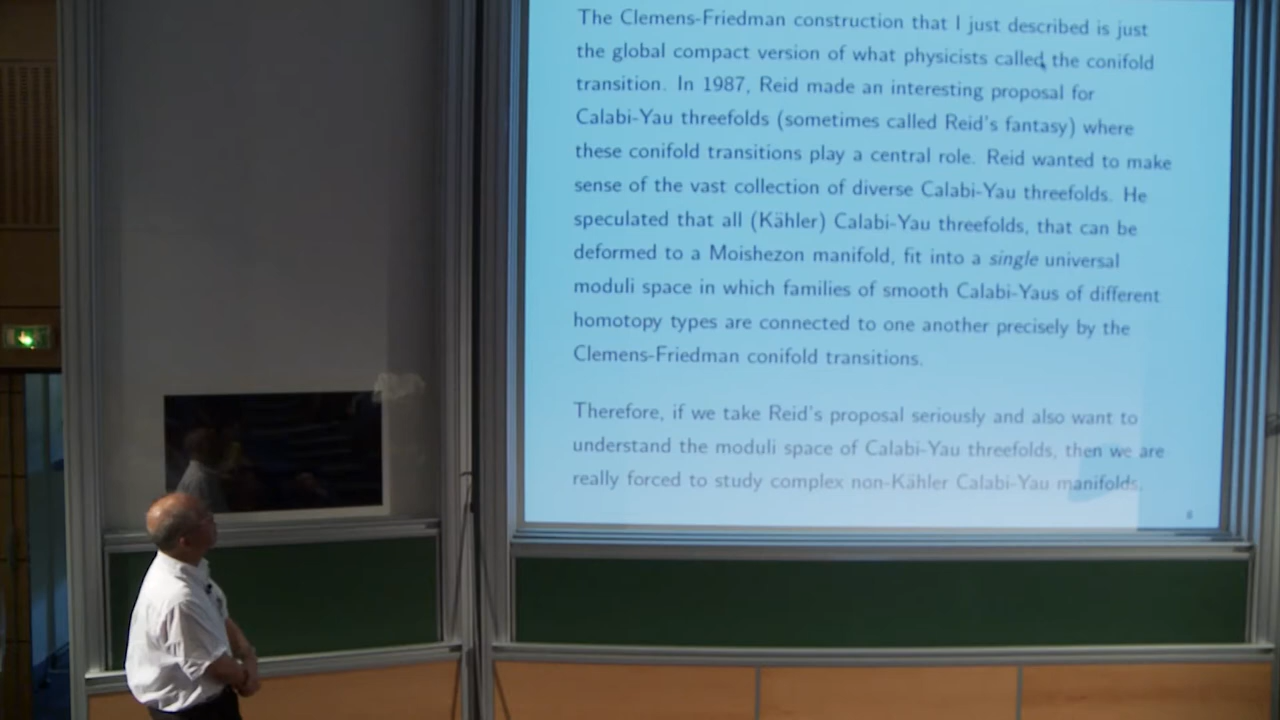 The Clemens-Friedman construction that I just described is just
the global compact version of what physicists called the conifold
transition. In 1987, Reid made an interesting proposal for
Calabi-Yau threefolds (sometimes called Reid's fantasy) where
these conifold transitions play a central role. Reid wanted to make
sense of the vast collection of diverse Calabi-Yau threefolds. He
speculated that all (Kähler) Calabi-Yau threefolds, that can be
deformed to a Moishezon manifold, fit into a single universal
moduli space in which families of smooth Calabi-Yaus of different
homotopy types are connected to one another precisely by the
Clemens-Friedman conifold transitions.
Therefore, if we take Reid's proposal seriously and also want to
understand the moduli space of Calabi-Yau threefolds, then we are
really forced to study complex non-Kähler Calabi-Yau manifolds.
6